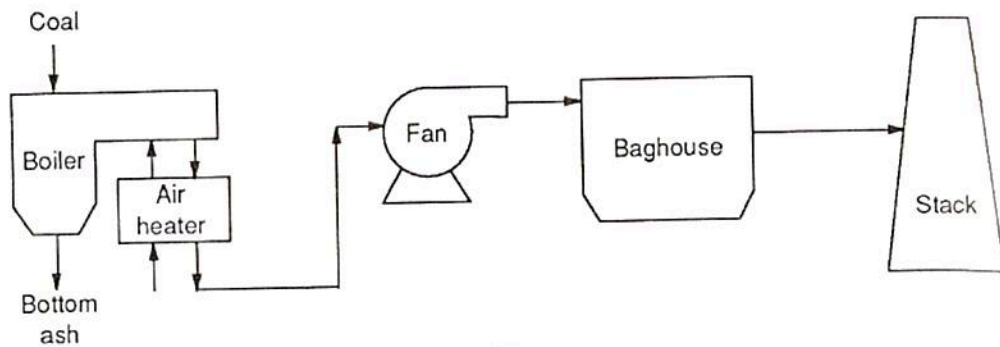 Coal
Boiler
Air
heater
Bottom
ash
Fan
Baghouse
Stack